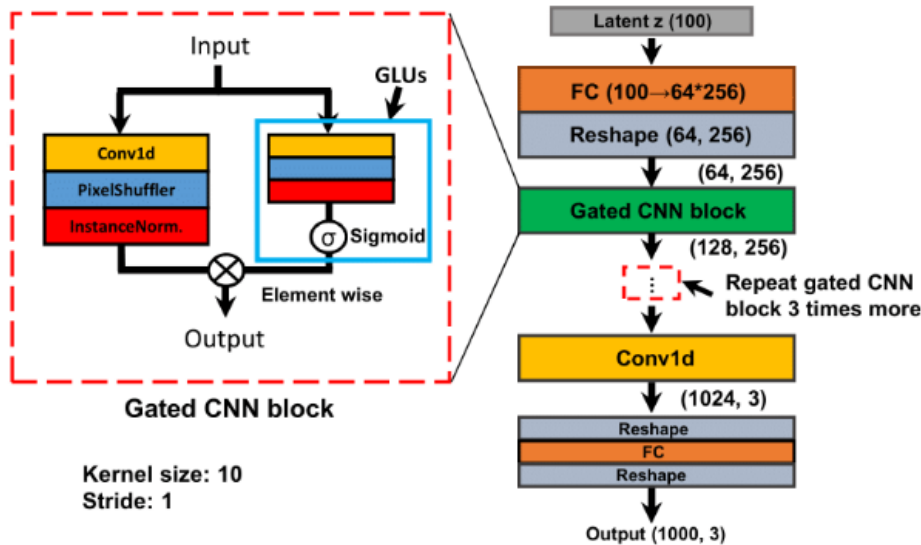 Input
GLUs
Conv1d
PixelShuffler
InstanceNorm.
σ
Sigmoid
Element wise
Output
Gated CNN block
Kernel size: 10
Stride: 1
Latent z (100)
FC (100→64*256)
Reshape (64, 256)
(64, 256)
Gated CNN block
(128, 256)
Repeat gated CNN
block 3 times more
Conv1d
(1024, 3)
Reshape
FC
Reshape
Output (1000, 3)